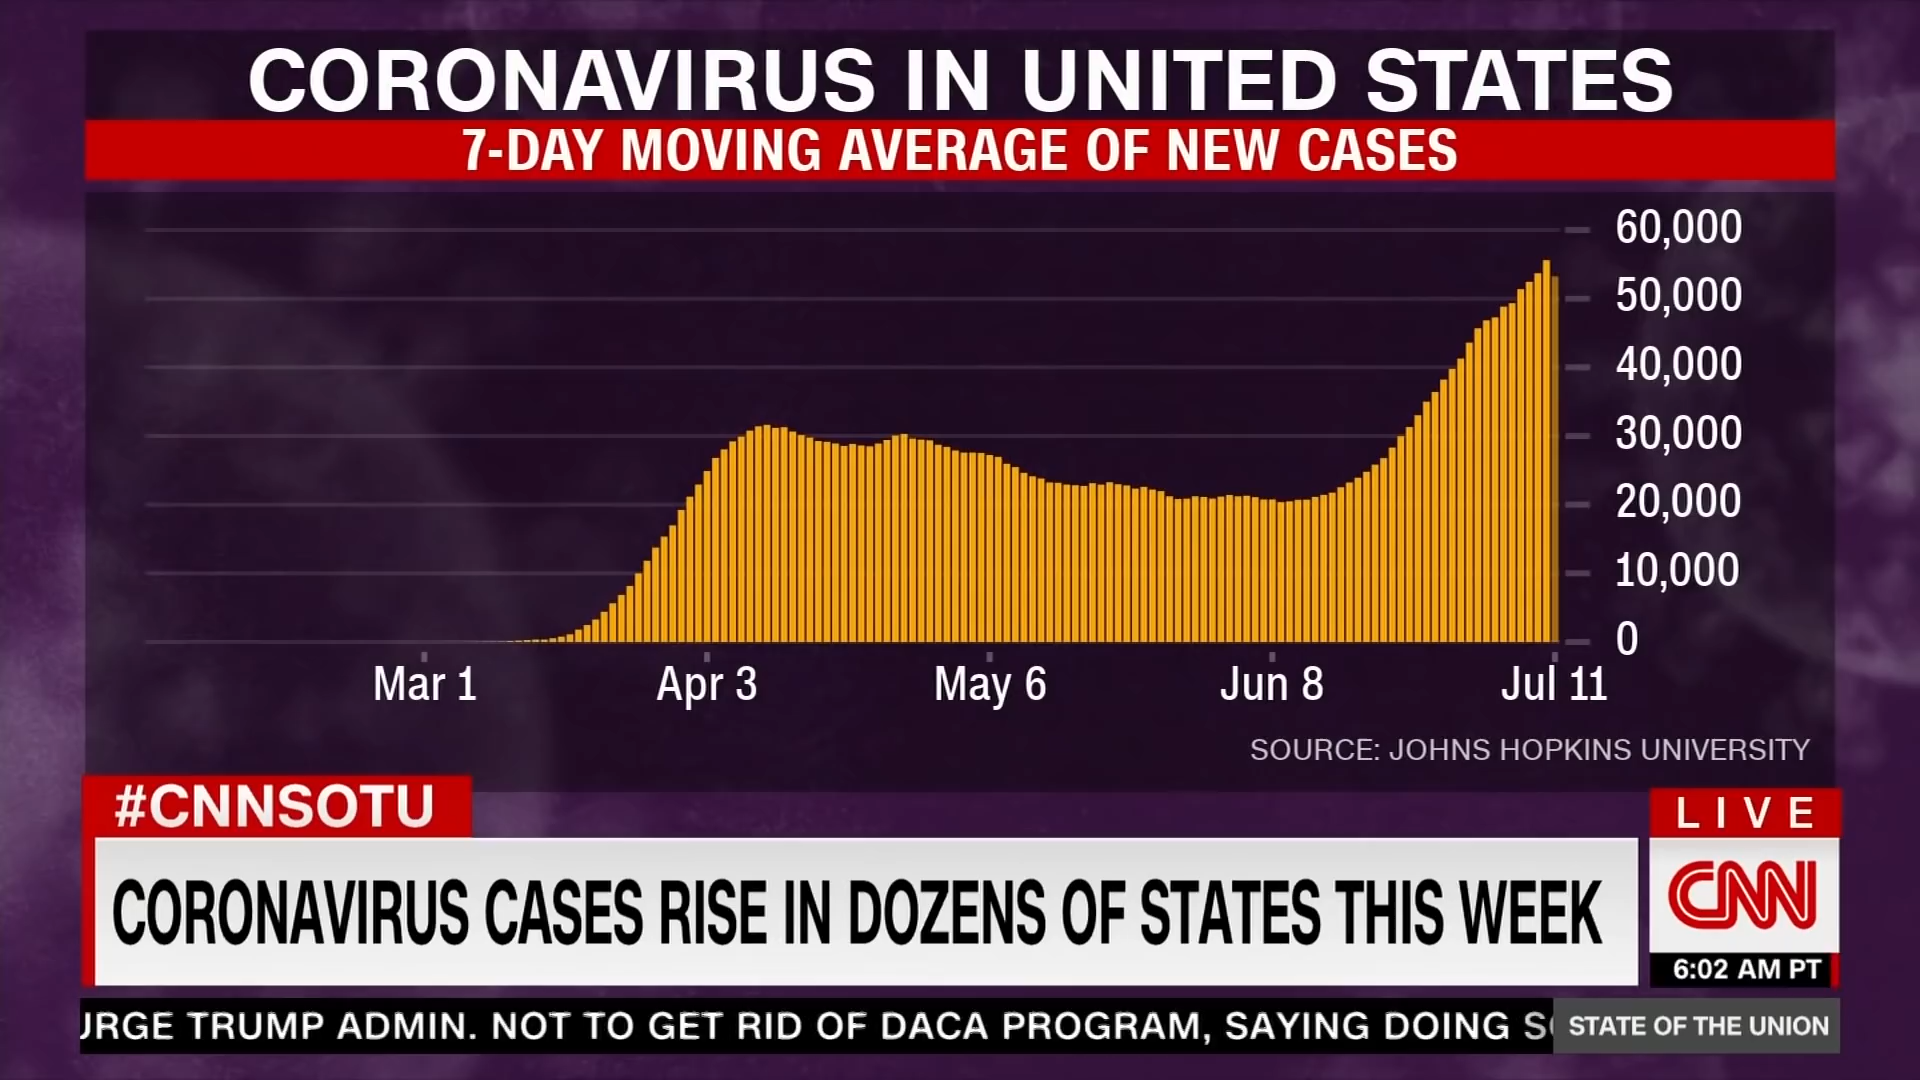 CORONAVIRUS IN UNITED STATES
7-DAY MOVING AVERAGE OF NEW CASES
60,000
50,000
40,000
30,000
20,000
10,000
0
Mar 1 Apr 3 May 6 Jun 8 Jul 11
SOURCE: JOHNS HOPKINS UNIVERSITY
#CNNSOTU
LIVE
CORONAVIRUS CASES RISE IN DOZENS OF STATES THIS WEEK
CNN
6:02 AM PT
TRUMP ADMIN. NOT TO GET RID OF DACA PROGRAM, SAYING DOING
STATE OF THE UNION